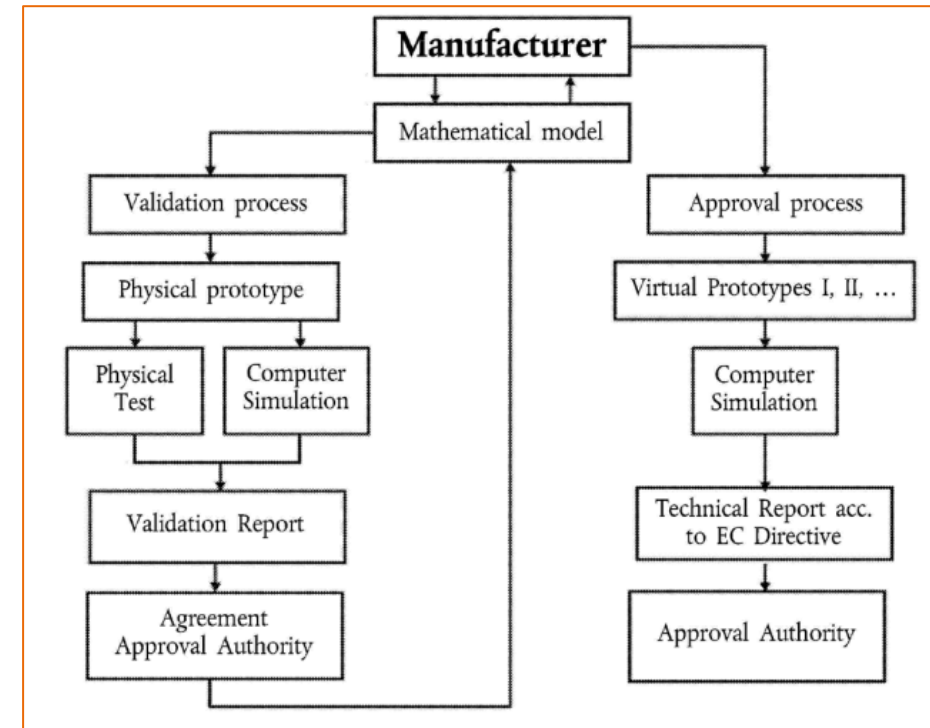 Manufacturer
Mathematical model
Validation process
Approval process
Physical prototype
Virtual Prototypes I, II, ...
Physical
Test
Computer
Simulation
Computer
Simulation
Validation Report
Technical Report acc.
to EC Directive
Agreement
Approval Authority
Approval Authority